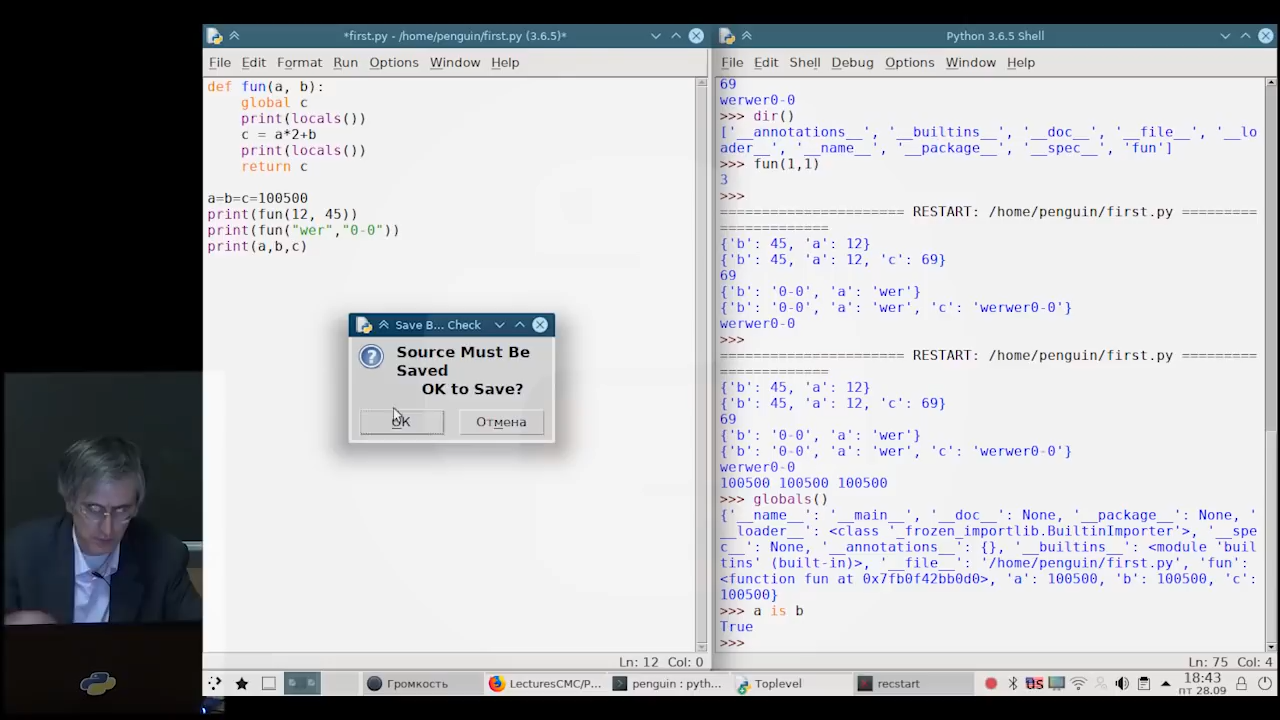 *first.py - /home/penguin/first.py (3.6.5)*
File Edit Format Run Options Window Help
def fun(a, b):
    global c
    print(locals())
    c = a*2+b
    print(locals())
    return c
a=b=c=100500
print(fun(12, 45))
print(fun("wer","0-0"))
print(a,b,c)
Save B... Check
Source Must Be
Saved
OK to Save?
OK Отмена
Ln: 12 Col: 0
Python 3.6.5 Shell
File Edit Shell Debug Options Window Help
69
werwer0-0
>>> dir()
['__annotations__', '__builtins__', '__doc__', '__file__', '__lo
ader__', '__name__', '__package__', '__spec__', 'fun']
>>> fun(1,1)
3
>>>
===================== RESTART: /home/penguin/first.py =========
=============
{'b': 45, 'a': 12}
{'b': 45, 'a': 12, 'c': 69}
69
{'b': '0-0', 'a': 'wer'}
{'b': '0-0', 'a': 'wer', 'c': 'werwer0-0'}
werwer0-0
>>>
===================== RESTART: /home/penguin/first.py =========
=============
{'b': 45, 'a': 12}
{'b': 45, 'a': 12, 'c': 69}
69
{'b': '0-0', 'a': 'wer'}
{'b': '0-0', 'a': 'wer', 'c': 'werwer0-0'}
werwer0-0
100500 100500 100500
>>> globals()
{'__name__': '__main__', '__doc__': None, '__package__': None, '
__loader__': <class '_frozen_importlib.BuiltinImporter'>, '__spe
c__': None, '__annotations__': {}, '__builtins__': <module 'buil
tins' (built-in)>, '__file__': '/home/penguin/first.py', 'fun':
<function fun at 0x7fb0f42bb0d0>, 'a': 100500, 'b': 100500, 'c':
100500}
>>> a is b
True
>>>
Ln: 75 Col: 4
Громкость LecturesCMC/P... penguin : pyth... Toplevel recstart us 18:43
пт 28.09